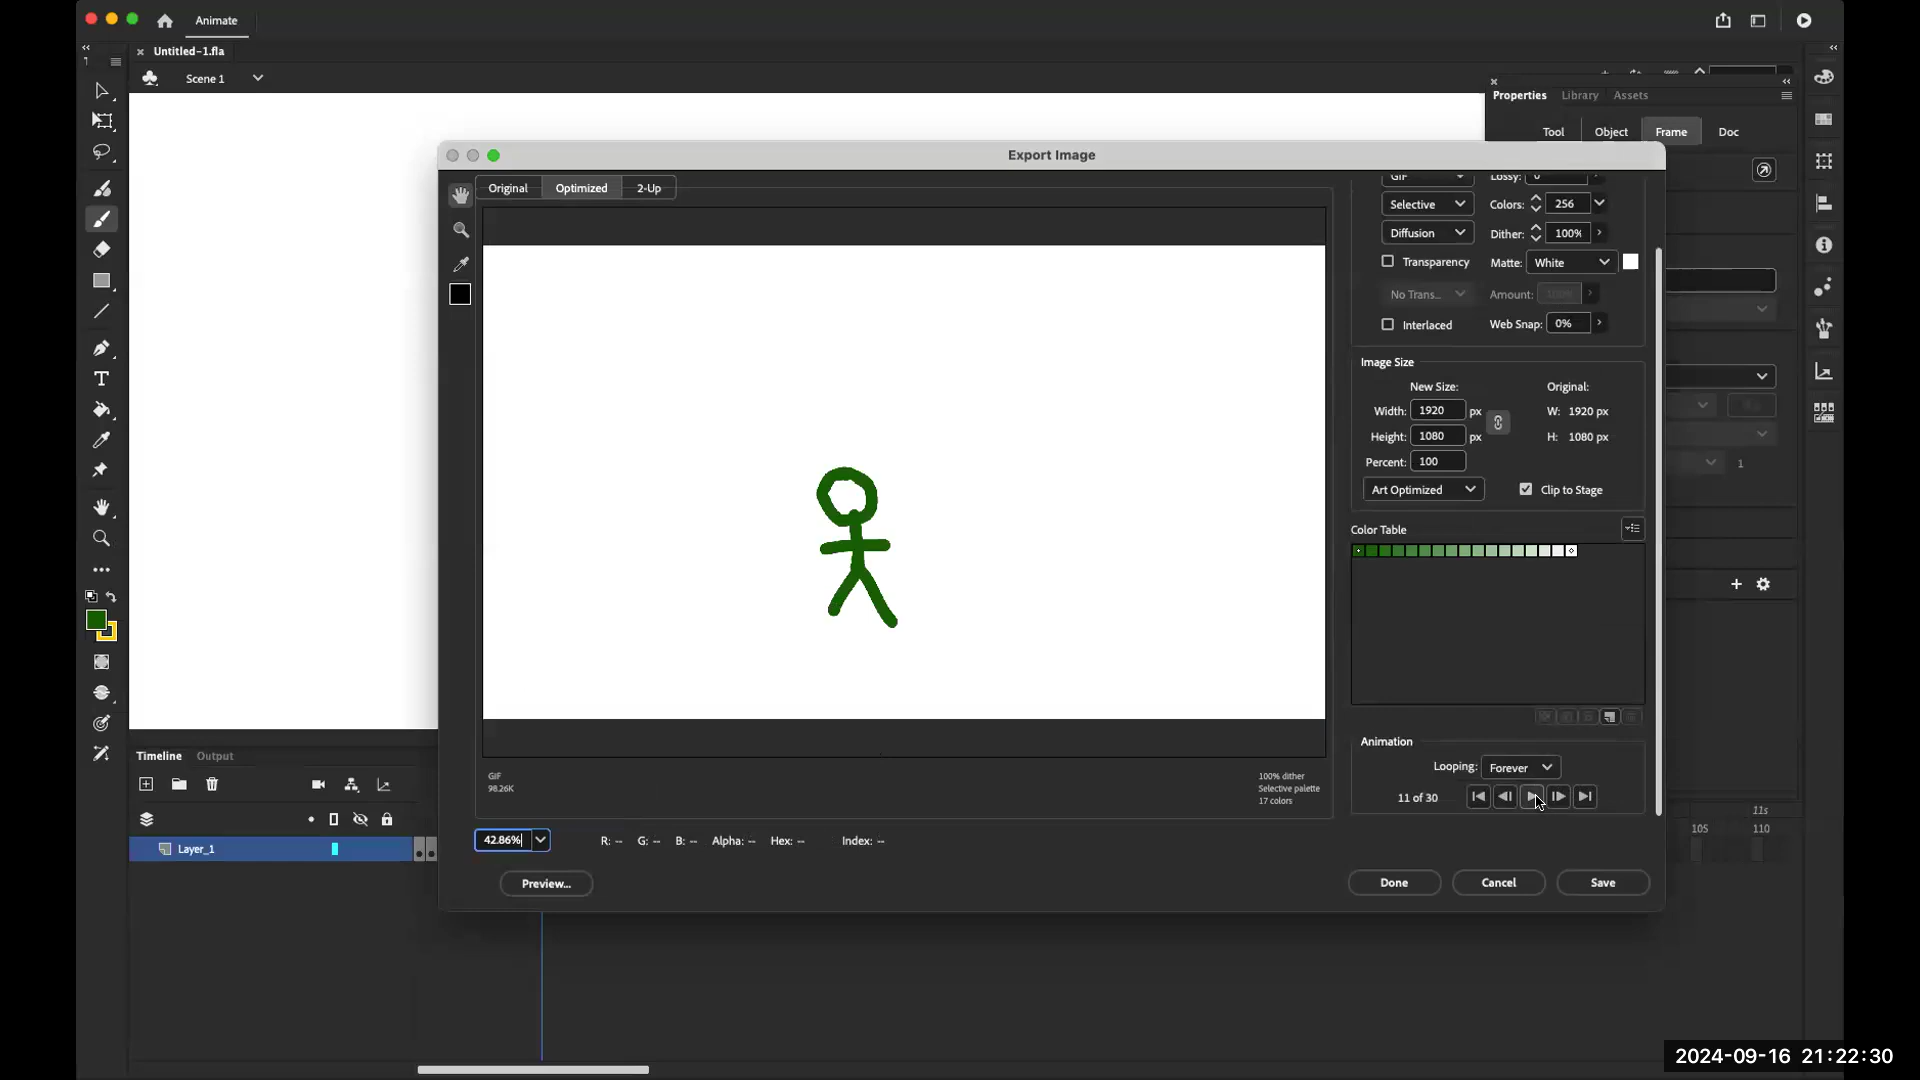 Animate
Untitled-1.fla
Scene 1
Properties Library Assets
Tool Object Frame Doc
Export Image
Original Optimized 2-Up
GIF Lossy: 0
Selective Colors: 256
Diffusion Dither: 100%
Transparency Matte: White
No Trans... Amount:
Interlaced Web Snap: 0%
Image Size
New Size: Original:
Width: 1920 px W: 1920 px
Height: 1080 px H: 1080 px
Percent: 100
Art Optimized Clip to Stage
1
Color Table
Animation
Looping: Forever
11 of 30
GIF
98.26K
100% dither
Selective palette
17 colors
42.86% R: -- G: -- B: -- Alpha: -- Hex: -- Index: --
Preview... Done Cancel Save
Timeline Output
Layer_1
11s
105 110
2024-09-16 21:22:30